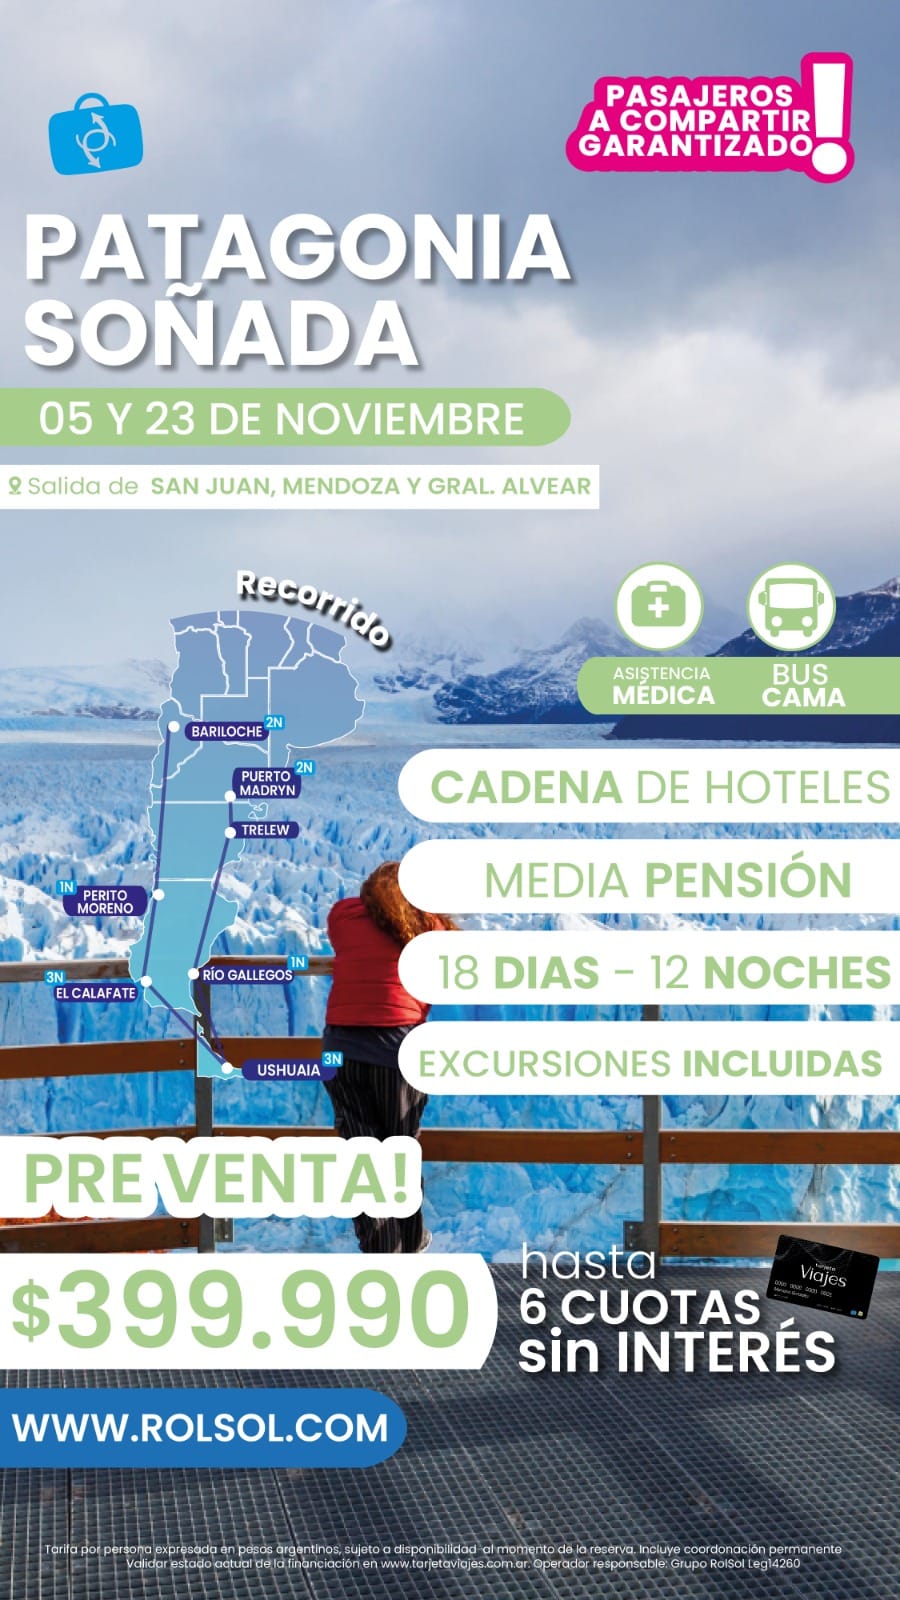 PASAJEROS
A COMPARTIR
GARANTIZADO!
PATAGONIA
SOÑADA
05 Y 23 DE NOVIEMBRE
Salida de SAN JUAN, MENDOZA Y GRAL. ALVEAR
Recorrido
ASISTENCIA
MÉDICA
BUS
CAMA
BARILOCHE 2N
PUERTO
MADRYN 2N
TRELEW
PERITO
MORENO 1N
RÍO GALLEGOS 1N
EL CALAFATE 3N
USHUAIA 3N
CADENA DE HOTELES
MEDIA PENSIÓN
18 DIAS - 12 NOCHES
EXCURSIONES INCLUIDAS
PRE VENTA!
$399.990
hasta
6 CUOTAS
sin INTERÉS
tarjeta
Viajes
WWW.ROLSOL.COM
Tarifa por persona expresada en pesos argentinos, sujeto a disponibilidad al momento de la reserva. Incluye coordonación permanente
Validar estado actual de la financiación en www.tarjetaviajes.com.ar. Operador responsable: Grupo RolSol Leg14260